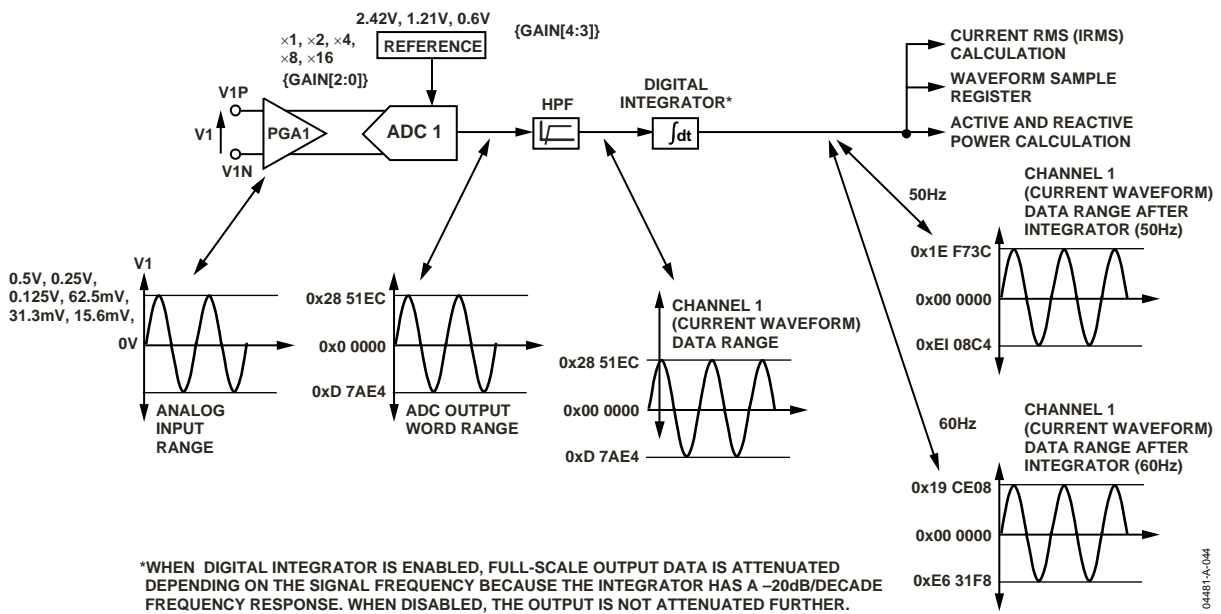 2.42V, 1.21V, 0.6V
{GAIN[4:3]}
×1, ×2, ×4,
×8, ×16
{GAIN[2:0]}
REFERENCE
V1P
V1
V1N
PGA1
ADC 1
HPF
DIGITAL
INTEGRATOR*
∫dt
CURRENT RMS (IRMS)
CALCULATION
WAVEFORM SAMPLE
REGISTER
ACTIVE AND REACTIVE
POWER CALCULATION
50Hz
CHANNEL 1
(CURRENT WAVEFORM)
DATA RANGE AFTER
INTEGRATOR (50Hz)
0x1E F73C
0x00 0000
0xEI 08C4
V1
0.5V, 0.25V,
0.125V, 62.5mV,
31.3mV, 15.6mV,
0V
ANALOG
INPUT
RANGE
0x28 51EC
0x0 0000
0xD 7AE4
ADC OUTPUT
WORD RANGE
CHANNEL 1
(CURRENT WAVEFORM)
DATA RANGE
0x28 51EC
0x00 0000
0xD 7AE4
60Hz
CHANNEL 1
(CURRENT WAVEFORM)
DATA RANGE AFTER
INTEGRATOR (60Hz)
0x19 CE08
0x00 0000
0xE6 31F8
*WHEN DIGITAL INTEGRATOR IS ENABLED, FULL-SCALE OUTPUT DATA IS ATTENUATED
DEPENDING ON THE SIGNAL FREQUENCY BECAUSE THE INTEGRATOR HAS A –20dB/DECADE
FREQUENCY RESPONSE. WHEN DISABLED, THE OUTPUT IS NOT ATTENUATED FURTHER.
04481-A-044